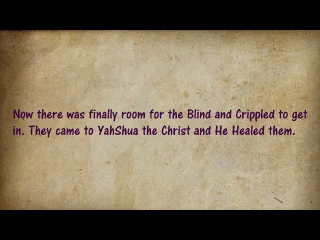 Now there was finally room for the Blind and Crippled to get
in. They came to YahShua the Christ and He Healed them.